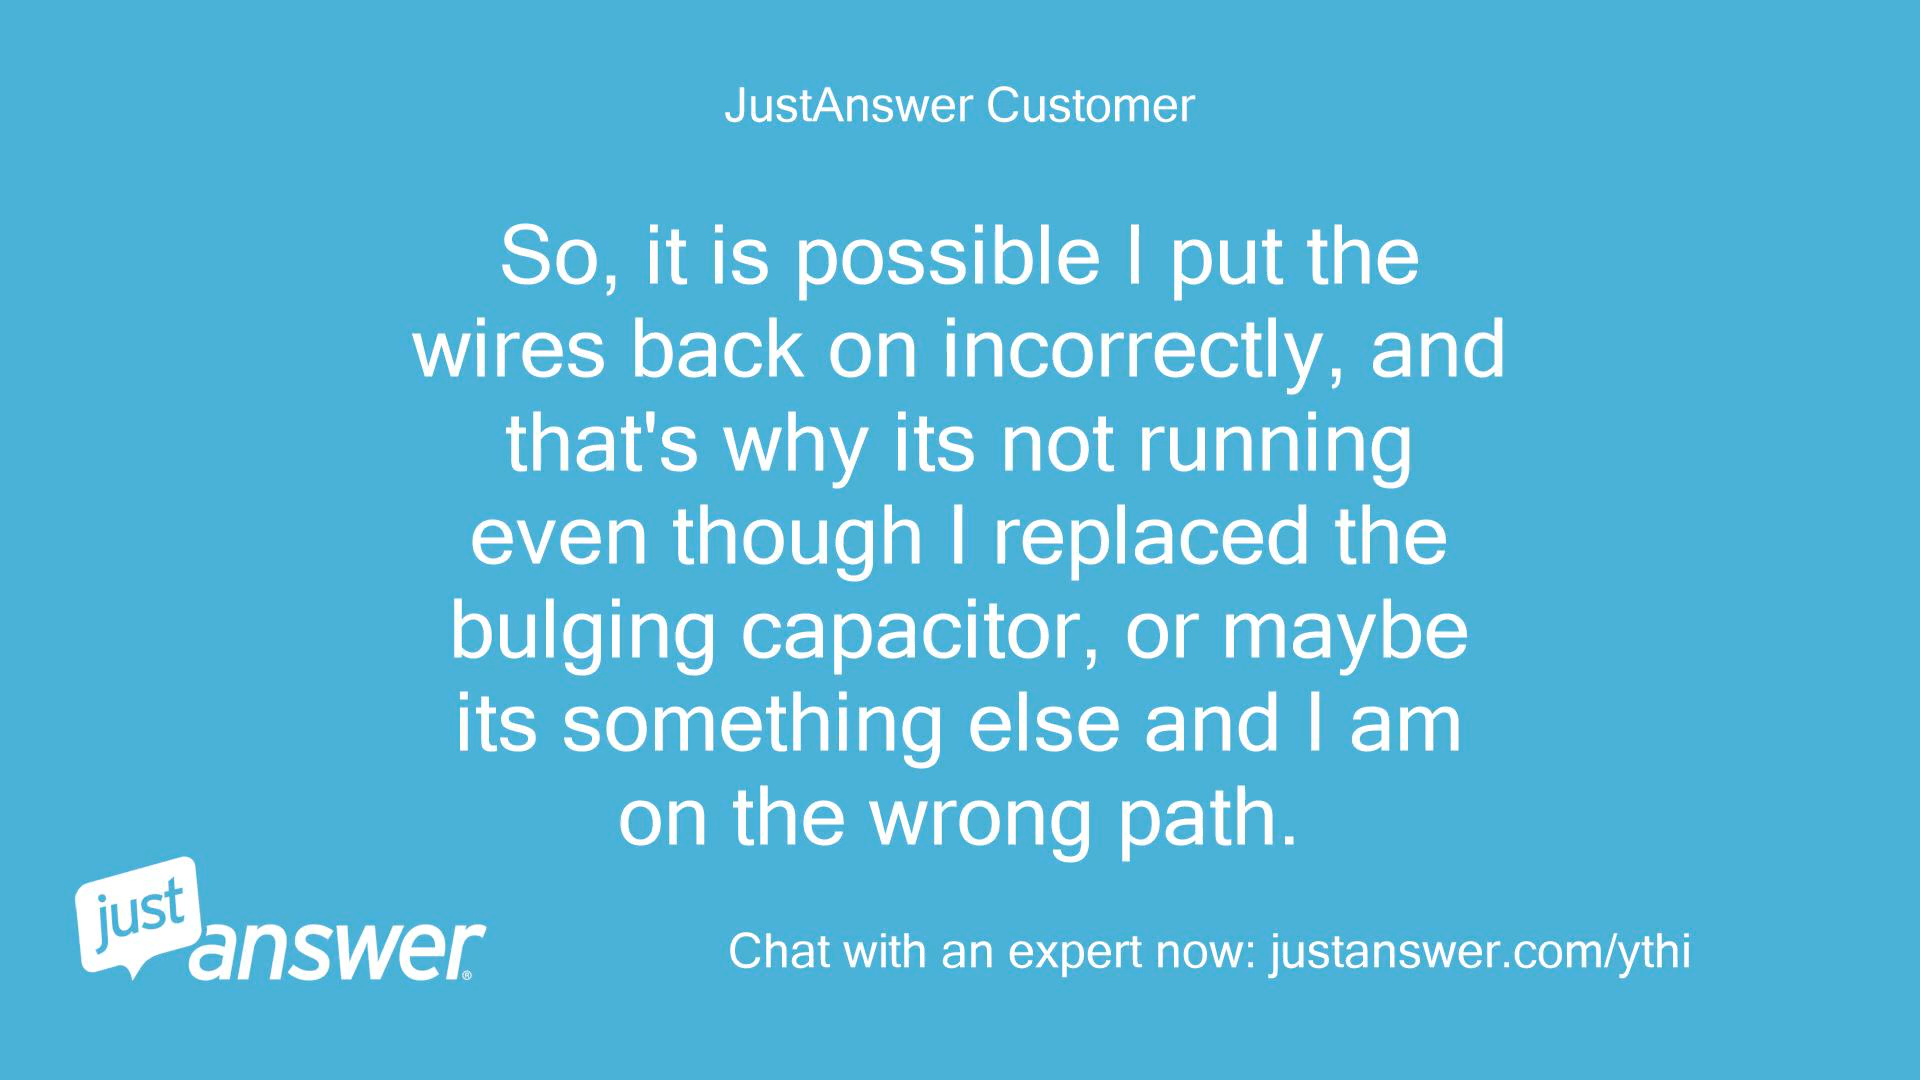 JustAnswer Customer
So, it is possible I put the
wires back on incorrectly, and
that's why its not running
even though I replaced the
bulging capacitor, or maybe
its something else and I am
on the wrong path.
just
answer®
Chat with an expert now: justanswer.com/ythi